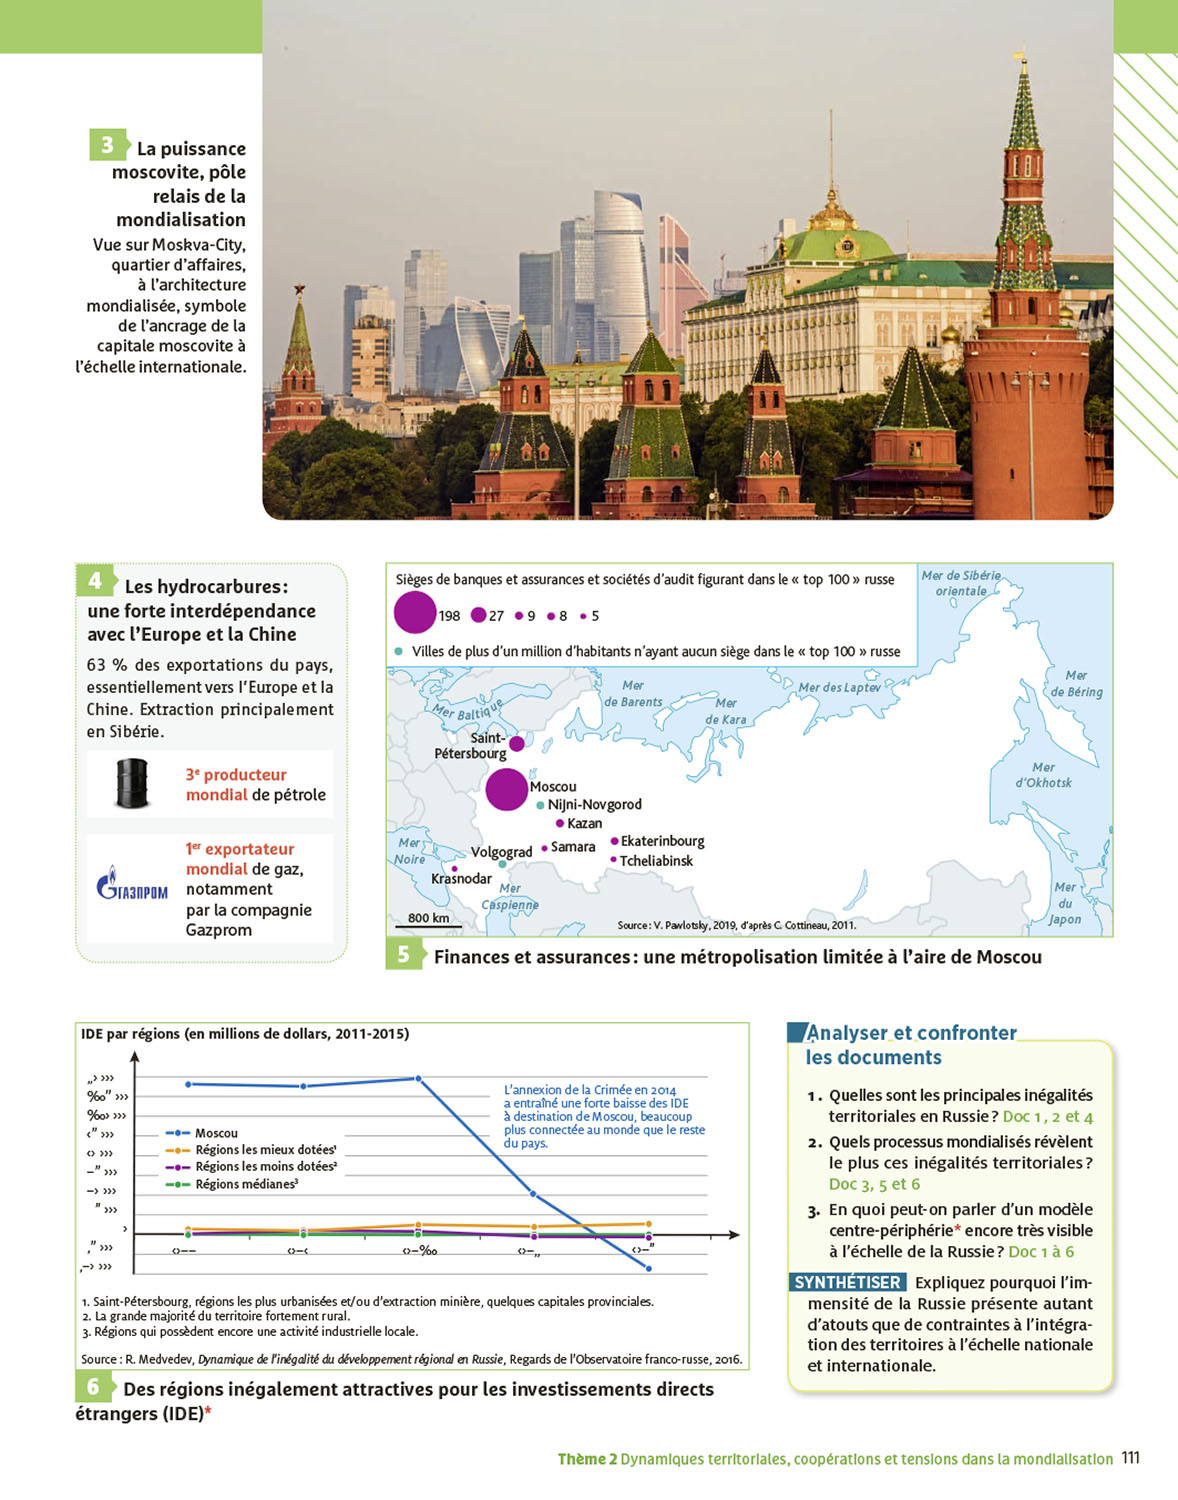 3 La puissance
moscovite, pôle
relais de la
mondialisation
Vue sur Moskva-City,
quartier d’affaires,
à l’architecture
mondialisée, symbole
de l’ancrage de la
capitale moscovite à
l’échelle internationale.
4 Les hydrocarbures :
une forte interdépendance
avec l’Europe et la Chine
63 % des exportations du pays,
essentiellement vers l’Europe et la
Chine. Extraction principalement
en Sibérie.
3e producteur
mondial de pétrole
ГАЗПРОМ
1er exportateur
mondial de gaz,
notamment
par la compagnie
Gazprom
Sièges de banques et assurances et sociétés d’audit figurant dans le « top 100 » russe
198 27 9 8 5
Villes de plus d’un million d’habitants n’ayant aucun siège dans le « top 100 » russe
Mer de Sibérie
orientale
Mer
de Béring
Mer des Laptev
Mer
de Barents
Mer
de Kara
Mer Baltique
Saint-
Pétersbourg
Mer
d’Okhotsk
Moscou
Nijni-Novgorod
Kazan
Ekaterinbourg
Samara
Tcheliabinsk
Volgograd
Mer
Noire
Krasnodar
Mer
Caspienne
Mer
du
Japon
800 km
Source : V. Pawlotsky, 2019, d’après C. Cottineau, 2011.
5 Finances et assurances : une métropolisation limitée à l’aire de Moscou
IDE par régions (en millions de dollars, 2011-2015)
„› ›››
‰” ›››
‰› ›››
‹” ›››
‹› ›››
–” ›››
–› ›››
” ›››
›
‚” ›››
‚–› ›››
L’annexion de la Crimée en 2014
a entraîné une forte baisse des IDE
à destination de Moscou, beaucoup
plus connectée au monde que le reste
du pays.
Moscou
Régions les mieux dotées1
Régions les moins dotées2
Régions médianes3
‹›–– ‹›–‹ ‹›–‰ ‹›–„ ‹›–”
1. Saint-Pétersbourg, régions les plus urbanisées et/ou d’extraction minière, quelques capitales provinciales.
2. La grande majorité du territoire fortement rural.
3. Régions qui possèdent encore une activité industrielle locale.
Source : R. Medvedev, Dynamique de l’inégalité du développement régional en Russie, Regards de l’Observatoire franco-russe, 2016.
6 Des régions inégalement attractives pour les investissements directs
étrangers (IDE)*
Analyser et confronter
les documents
1. Quelles sont les principales inégalités
territoriales en Russie ? Doc 1, 2 et 4
2. Quels processus mondialisés révèlent
le plus ces inégalités territoriales ?
Doc 3, 5 et 6
3. En quoi peut-on parler d’un modèle
centre-périphérie* encore très visible
à l’échelle de la Russie ? Doc 1 à 6
SYNTHÉTISER Expliquez pourquoi l’im-
mensité de la Russie présente autant
d’atouts que de contraintes à l’intégra-
tion des territoires à l’échelle nationale
et internationale.
Thème 2 Dynamiques territoriales, coopérations et tensions dans la mondialisation 111